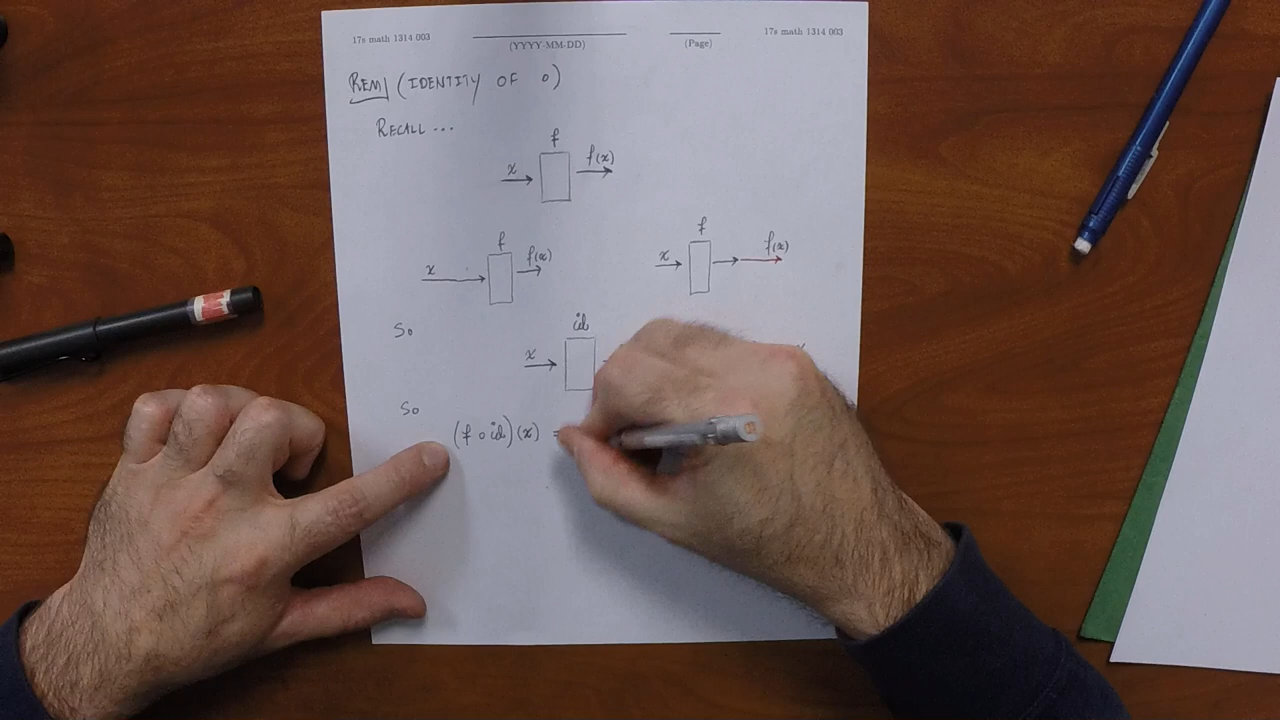 17s math 1314 003 (YYYY-MM-DD) (Page) 17s math 1314 003
REM (IDENTITY OF ∘)
RECALL ...
f
x f(x)
f f
x f(x) x f(x)
So id
x
So
(f ∘ id)(x) =